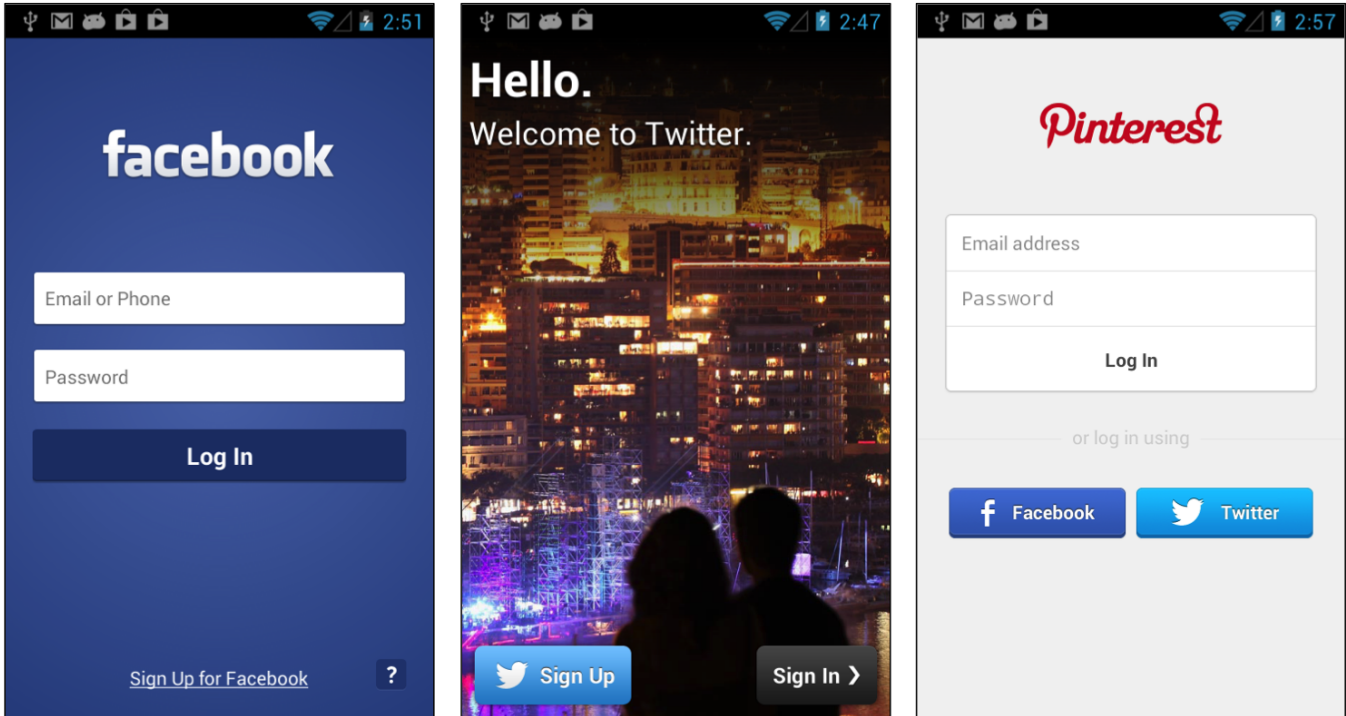 2:51
facebook
Email or Phone
Password
Log In
Sign Up for Facebook
?
2:47
Hello.
Welcome to Twitter.
Sign Up
Sign In ❯
2:57
Pinterest
Email address
Password
Log In
or log in using
f Facebook
Twitter